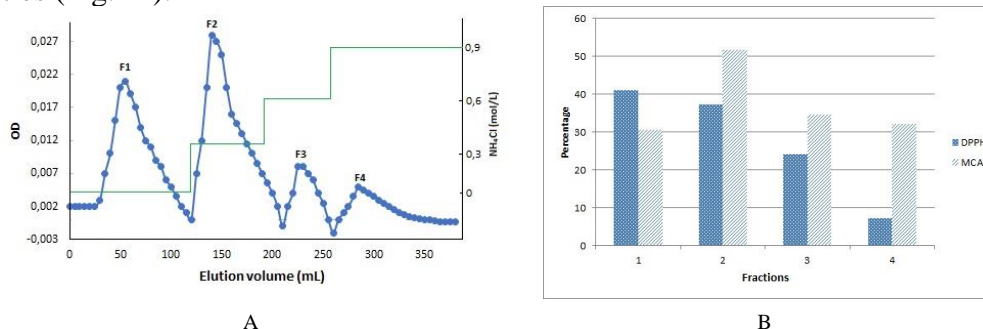 F1
F2
F3
F4
0,027
0,022
0,017
0,012
0,007
0,002
-0,003
OD
0 50 100 150 200 250 300 350
Elution volume (mL)
0,9
0,6
0,3
0
NH₄Cl (mol/L)
A
60
50
40
30
20
10
0
Percentage
1 2 3 4
Fractions
DPPH
MCA
B